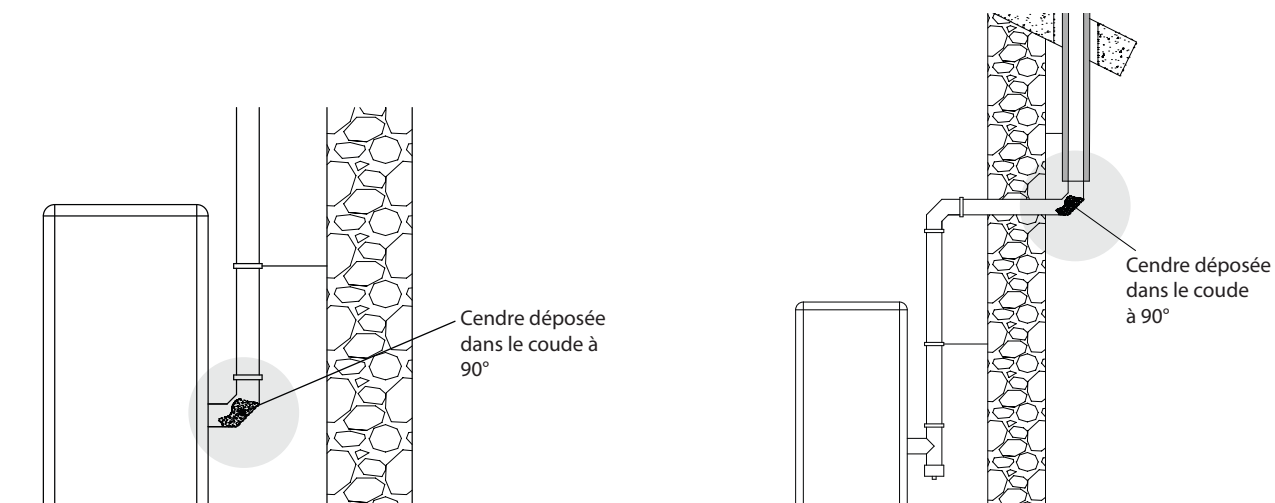 Cendre déposée
dans le coude à
90°
Cendre déposée
dans le coude
à 90°